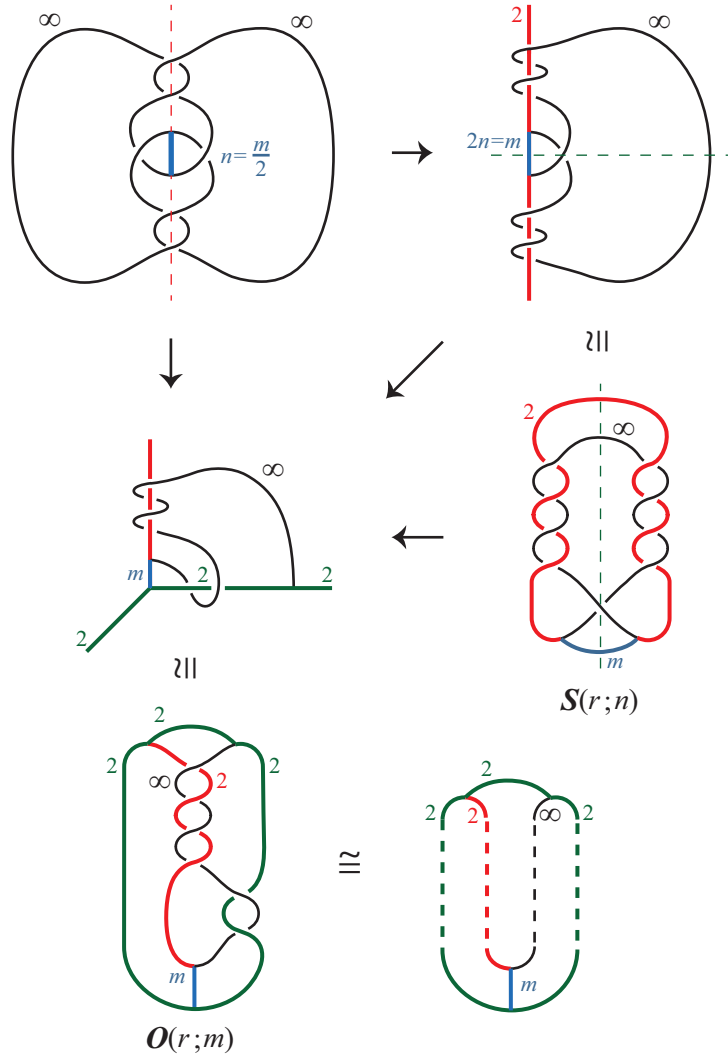 ∞ ∞ 2 ∞
n = m/2 2n=m
≅ 
2 ∞
∞
m 2 2
2 m
≅ S(r;n)
2
2 2 2
∞ 2 2 2 ∞ 2
≅
m m
O(r;m)